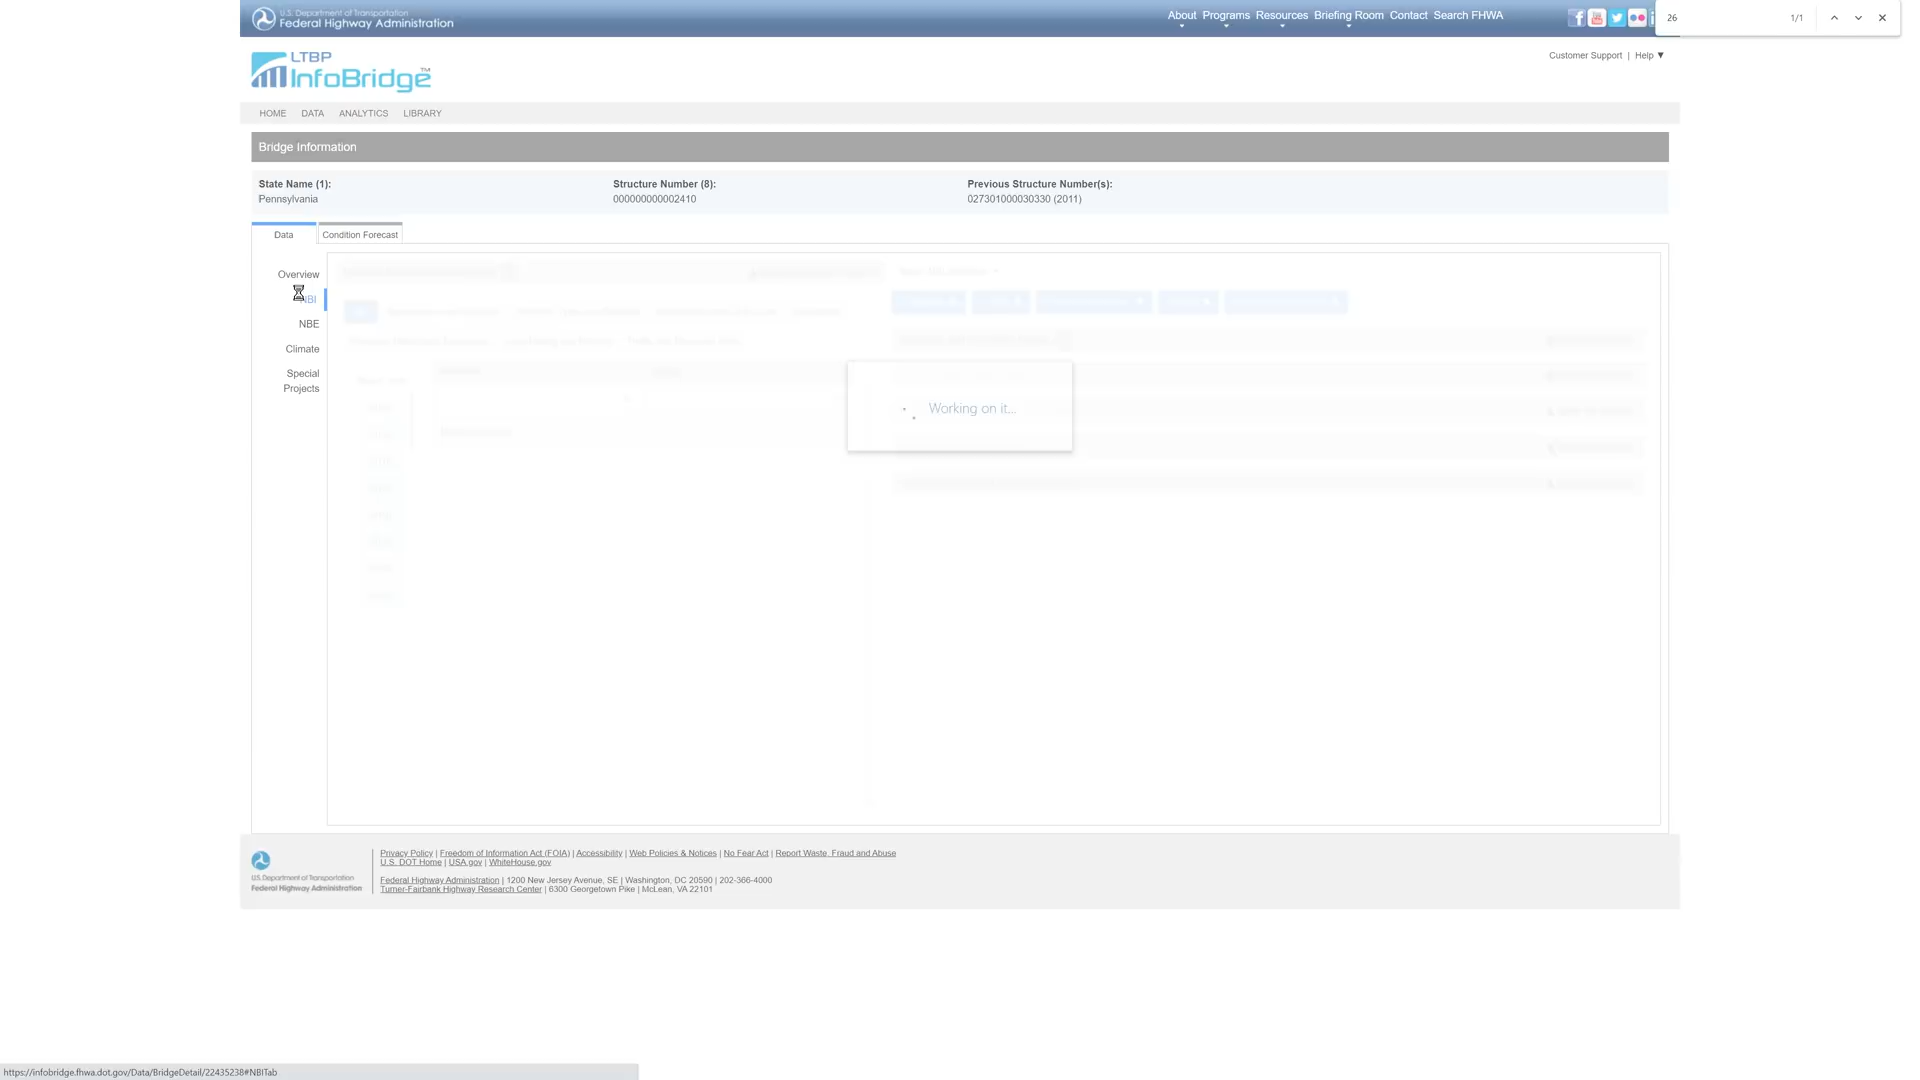 U.S. Department of Transportation
Federal Highway Administration
About Programs Resources Briefing Room Contact Search FHWA
26 1/1
LTBP
InfoBridge™
Customer Support | Help ▼
HOME DATA ANALYTICS LIBRARY
Bridge Information
State Name (1): Structure Number (8): Previous Structure Number(s):
Pennsylvania 000000000002410 027301000030330 (2011)
Data Condition Forecast
Overview
NBI
NBE
Climate
Special
Projects
Working on it...
Privacy Policy | Freedom of Information Act (FOIA) | Accessibility | Web Policies & Notices | No Fear Act | Report Waste, Fraud and Abuse
U.S. DOT Home | USA.gov | WhiteHouse.gov
Federal Highway Administration | 1200 New Jersey Avenue, SE | Washington, DC 20590 | 202-366-4000
Turner-Fairbank Highway Research Center | 6300 Georgetown Pike | McLean, VA 22101
U.S. Department of Transportation
Federal Highway Administration
https://infobridge.fhwa.dot.gov/Data/BridgeDetail/22435238#NBITab